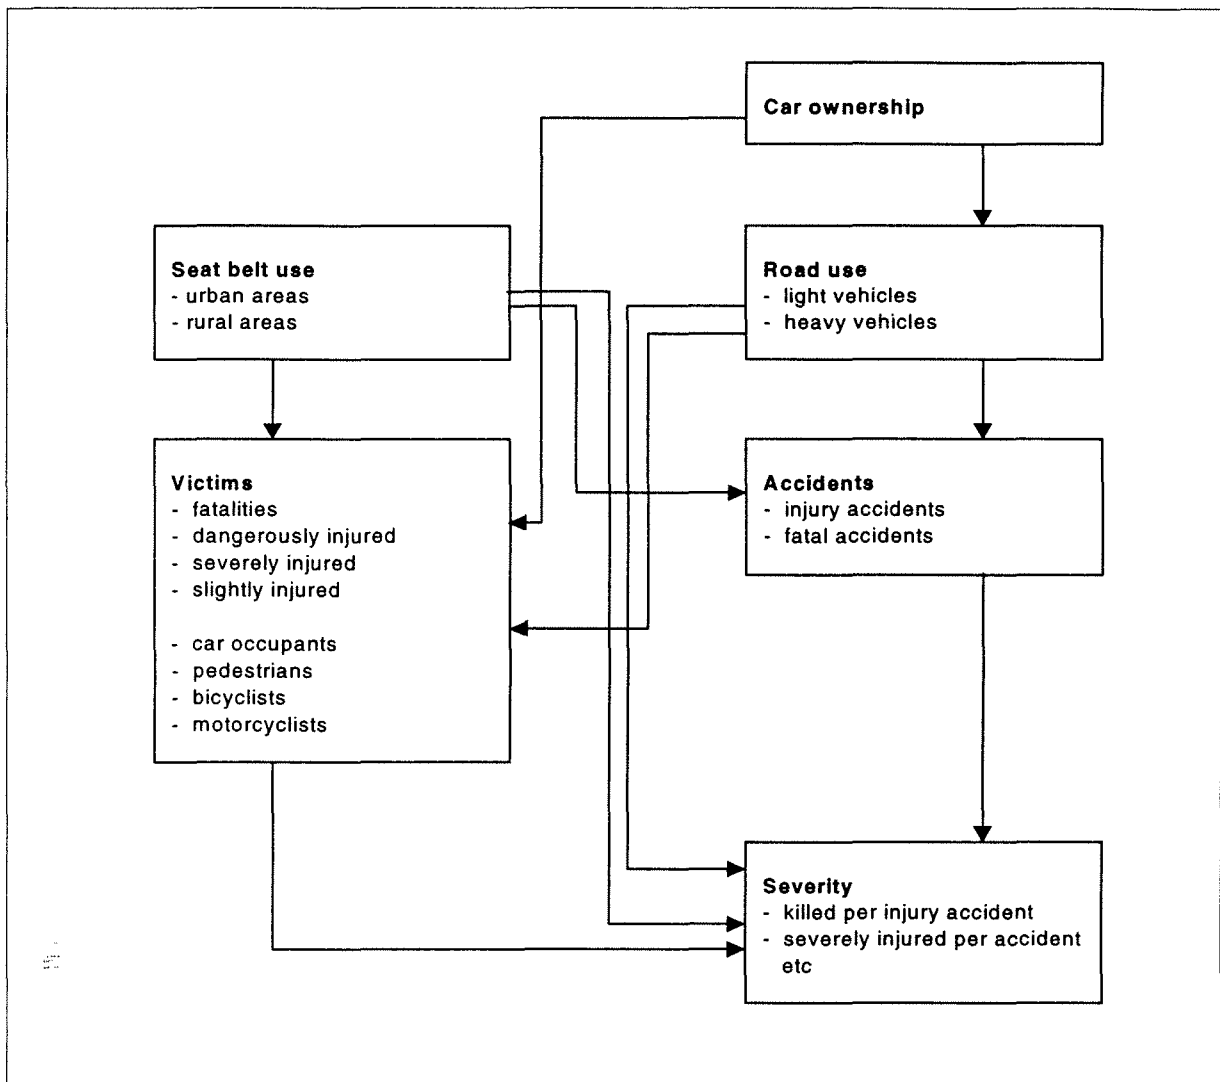 Car ownership
Seat belt use
- urban areas
- rural areas
Road use
- light vehicles
- heavy vehicles
Victims
- fatalities
- dangerously injured
- severely injured
- slightly injured
- car occupants
- pedestrians
- bicyclists
- motorcyclists
Accidents
- injury accidents
- fatal accidents
Severity
- killed per injury accident
- severely injured per accident
etc